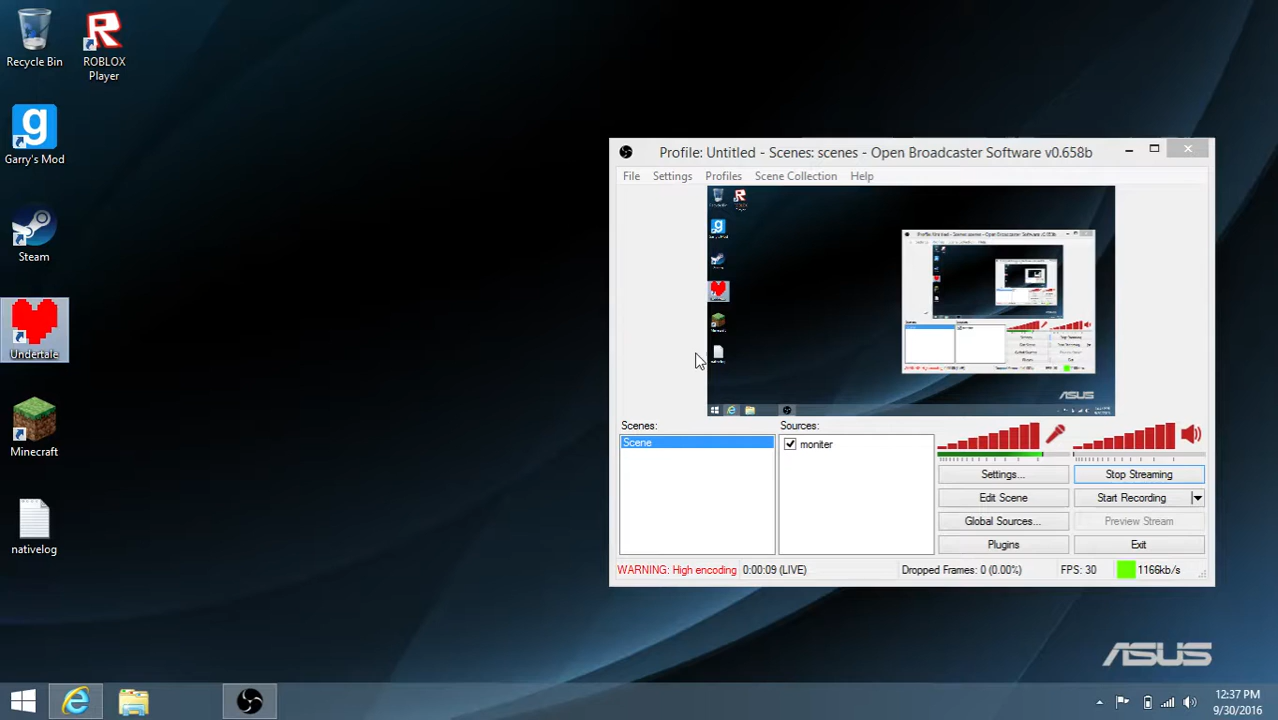 Recycle Bin
ROBLOX
Player
Garry's Mod
Steam
Undertale
Minecraft
nativelog
Profile: Untitled - Scenes: scenes - Open Broadcaster Software v0.658b
File Settings Profiles Scene Collection Help
Scenes:
Sources:
Scene
moniter
Settings...
Stop Streaming
Edit Scene
Start Recording
Global Sources...
Preview Stream
Plugins
Exit
WARNING: High encoding 0:00:09 (LIVE) Dropped Frames: 0 (0.00%) FPS: 30 1166kb/s
ASUS
12:37 PM
9/30/2016